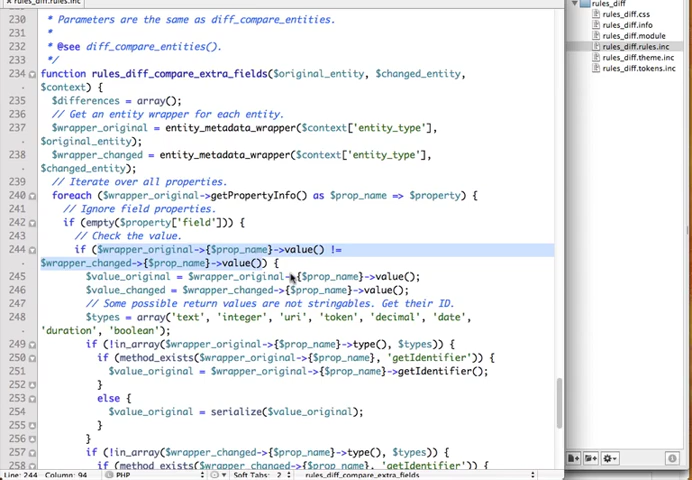 rules_diff.rules.inc
230 * Parameters are the same as diff_compare_entities.
231 *
232 * @see diff_compare_entities().
233 */
234 function rules_diff_compare_extra_fields($original_entity, $changed_entity,
$context) {
235 $differences = array();
236 // Get an entity wrapper for each entity.
237 $wrapper_original = entity_metadata_wrapper($context['entity_type'],
$original_entity);
238 $wrapper_changed = entity_metadata_wrapper($context['entity_type'],
$changed_entity);
239 // Iterate over all properties.
240 foreach ($wrapper_original->getPropertyInfo() as $prop_name => $property) {
241 // Ignore field properties.
242 if (empty($property['field'])) {
243 // Check the value.
244 if ($wrapper_original->{$prop_name}->value() !=
$wrapper_changed->{$prop_name}->value()) {
245 $value_original = $wrapper_original->{$prop_name}->value();
246 $value_changed = $wrapper_changed->{$prop_name}->value();
247 // Some possible return values are not stringables. Get their ID.
248 $types = array('text', 'integer', 'uri', 'token', 'decimal', 'date',
'duration', 'boolean');
249 if (!in_array($wrapper_original->{$prop_name}->type(), $types)) {
250 if (method_exists($wrapper_original->{$prop_name}, 'getIdentifier')) {
251 $value_original = $wrapper_original->{$prop_name}->getIdentifier();
252 }
253 else {
254 $value_original = serialize($value_original);
255 }
256 }
257 if (!in_array($wrapper_changed->{$prop_name}->type(), $types)) {
258 if (method_exists($wrapper_changed->{$prop_name}, 'getIdentifier')) {
Line: 244 Column: 94 PHP Soft Tabs: 2 rules_diff_compare_extra_fields
rules_diff
rules_diff.css
rules_diff.info
rules_diff.module
rules_diff.rules.inc
rules_diff.theme.inc
rules_diff.tokens.inc